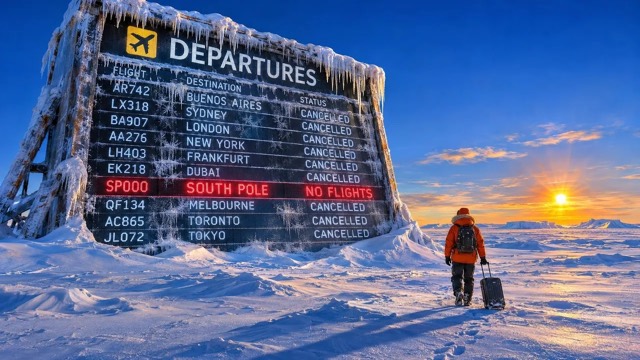 DEPARTURES
FLIGHT DESTINATION STATUS
AR742 BUENOS AIRES CANCELLED
LX318 SYDNEY CANCELLED
BA907 LONDON CANCELLED
AA276 NEW YORK CANCELLED
LH403 FRANKFURT CANCELLED
EK218 DUBAI CANCELLED
SP000 SOUTH POLE NO FLIGHTS
QF134 MELBOURNE CANCELLED
AC865 TORONTO CANCELLED
JL072 TOKYO CANCELLED